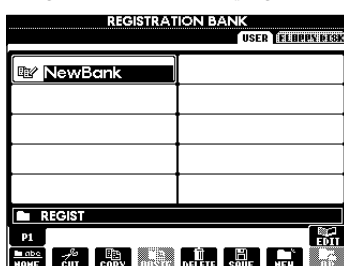 REGISTRATION BANK
USER FLOPPY DISK
NewBank
REGIST
P1
EDIT
NAME CUT COPY PASTE DELETE SAVE NEW UP